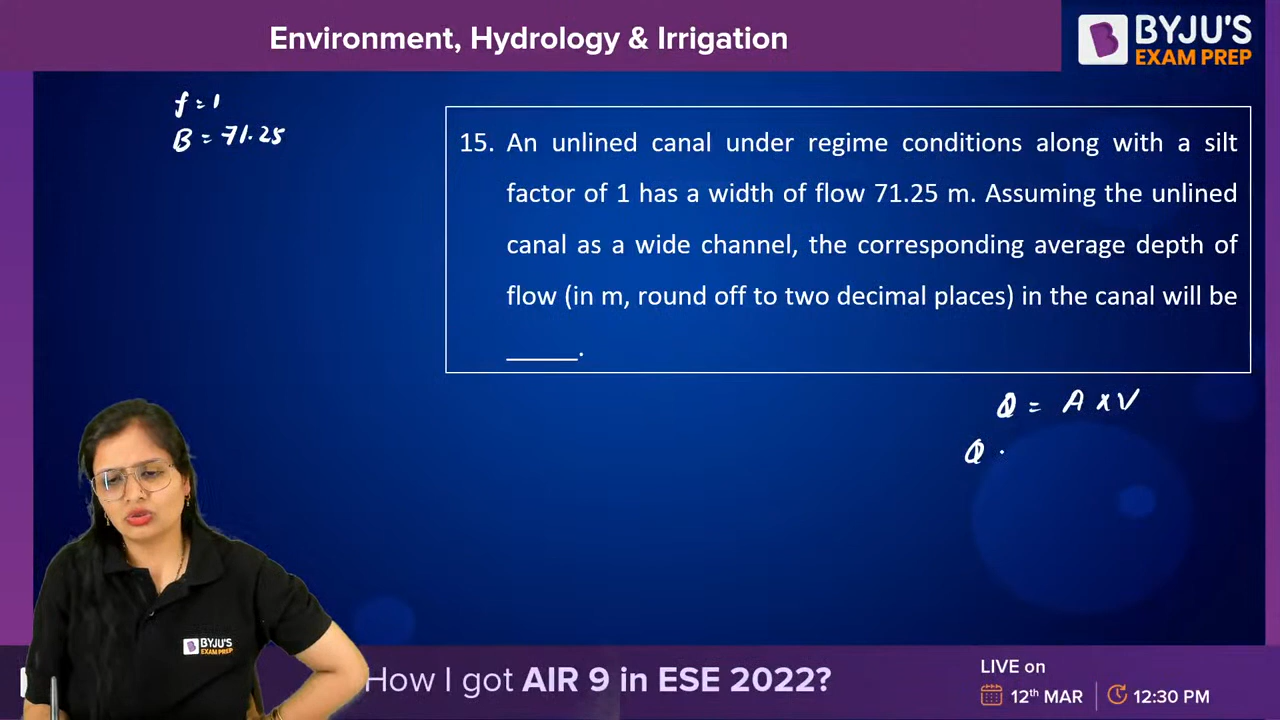 Environment, Hydrology & Irrigation
BYJU'S
EXAM PREP
f = 1
B = 71.25
15. An unlined canal under regime conditions along with a silt
factor of 1 has a width of flow 71.25 m. Assuming the unlined
canal as a wide channel, the corresponding average depth of
flow (in m, round off to two decimal places) in the canal will be
_____.
Q = A x V
Q
BYJU'S
EXAM PREP
How I got AIR 9 in ESE 2022?
LIVE on
12th MAR | 12:30 PM